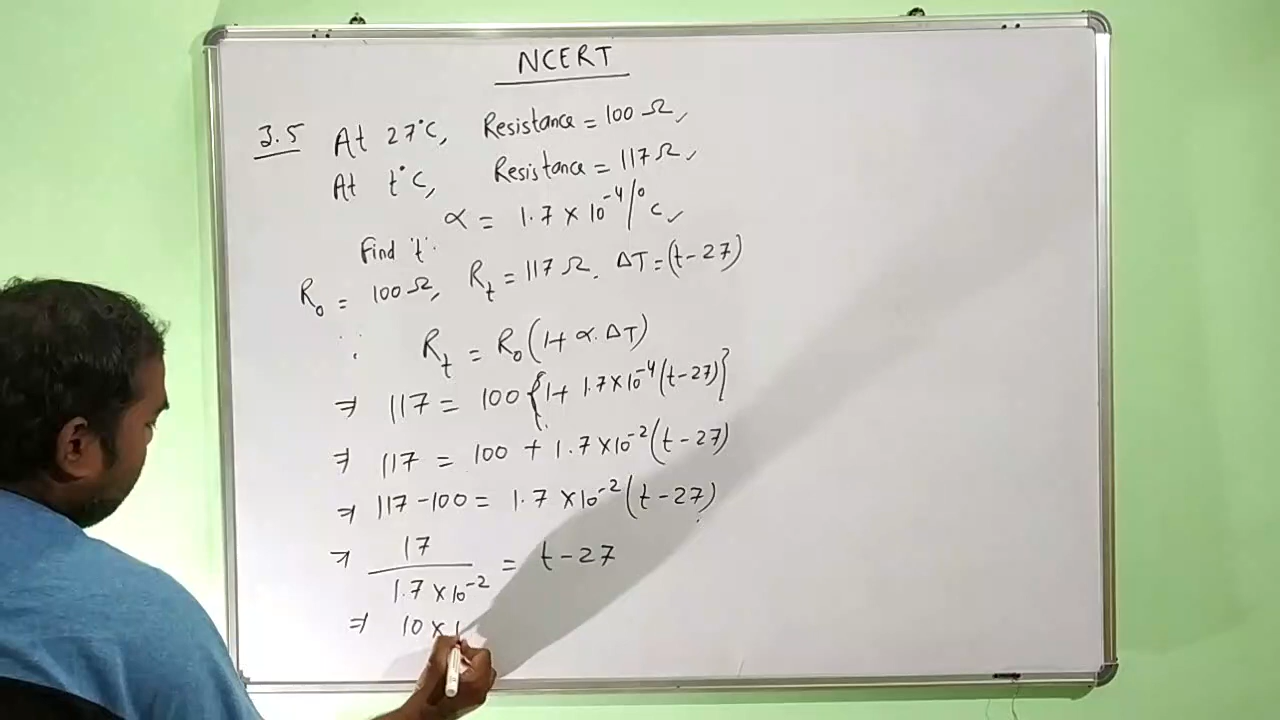 NCERT
3.5 At 27°C, Resistance = 100 Ω,
At t°C, Resistance = 117 Ω,
α = 1.7 × 10⁻⁴/°C,
Find 't'.
R₀ = 100 Ω, Rₜ = 117 Ω. ΔT = (t - 27)
∴ Rₜ = R₀ (1 + α. ΔT)
⇒ 117 = 100 {1 + 1.7 × 10⁻⁴ (t - 27)}
⇒ 117 = 100 + 1.7 × 10⁻² (t - 27)
⇒ 117 - 100 = 1.7 × 10⁻² (t - 27)
⇒ 17 / 1.7 × 10⁻² = t - 27
⇒ 10 × 1